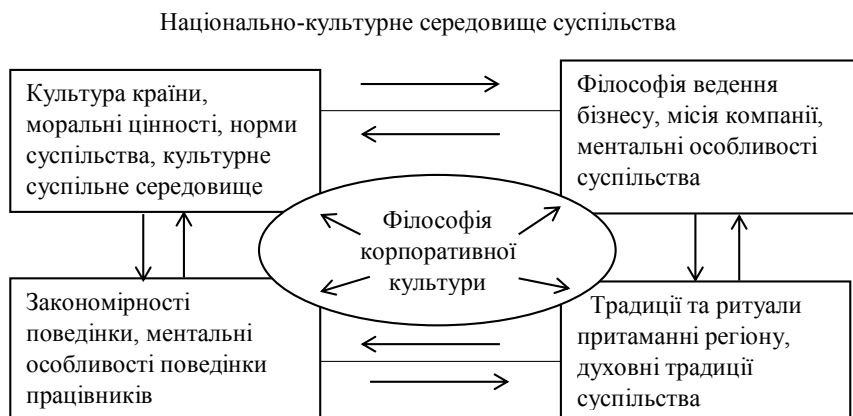 Національно-культурне середовище суспільства
Культура країни,
моральні цінності, норми
суспільства, культурне
суспільне середовище
Філософія ведення
бізнесу, місія компанії,
ментальні особливості
суспільства
Філософія
корпоративної
культури
Закономірності
поведінки, ментальні
особливості поведінки
працівників
Традиції та ритуали
притаманні регіону,
духовні традиції
суспільства